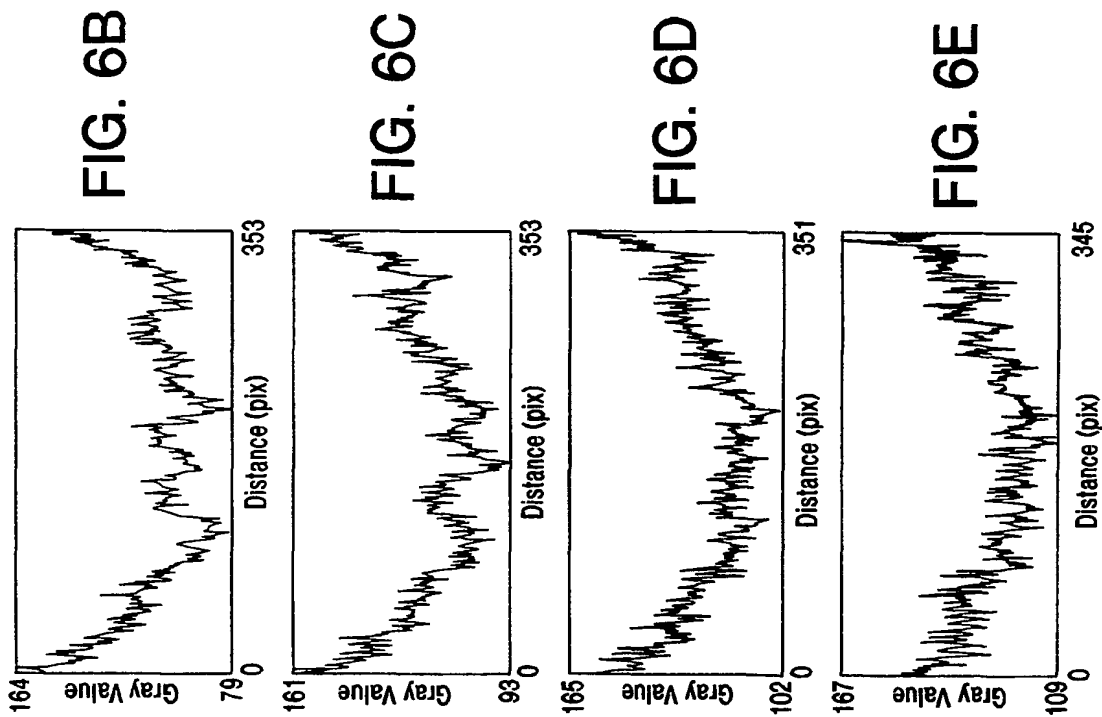 FIG. 6B
164
Gray Value
79
0
Distance (pix)
353
FIG. 6C
161
Gray Value
93
0
Distance (pix)
353
FIG. 6D
165
Gray Value
102
0
Distance (pix)
351
FIG. 6E
167
Gray Value
109
0
Distance (pix)
345